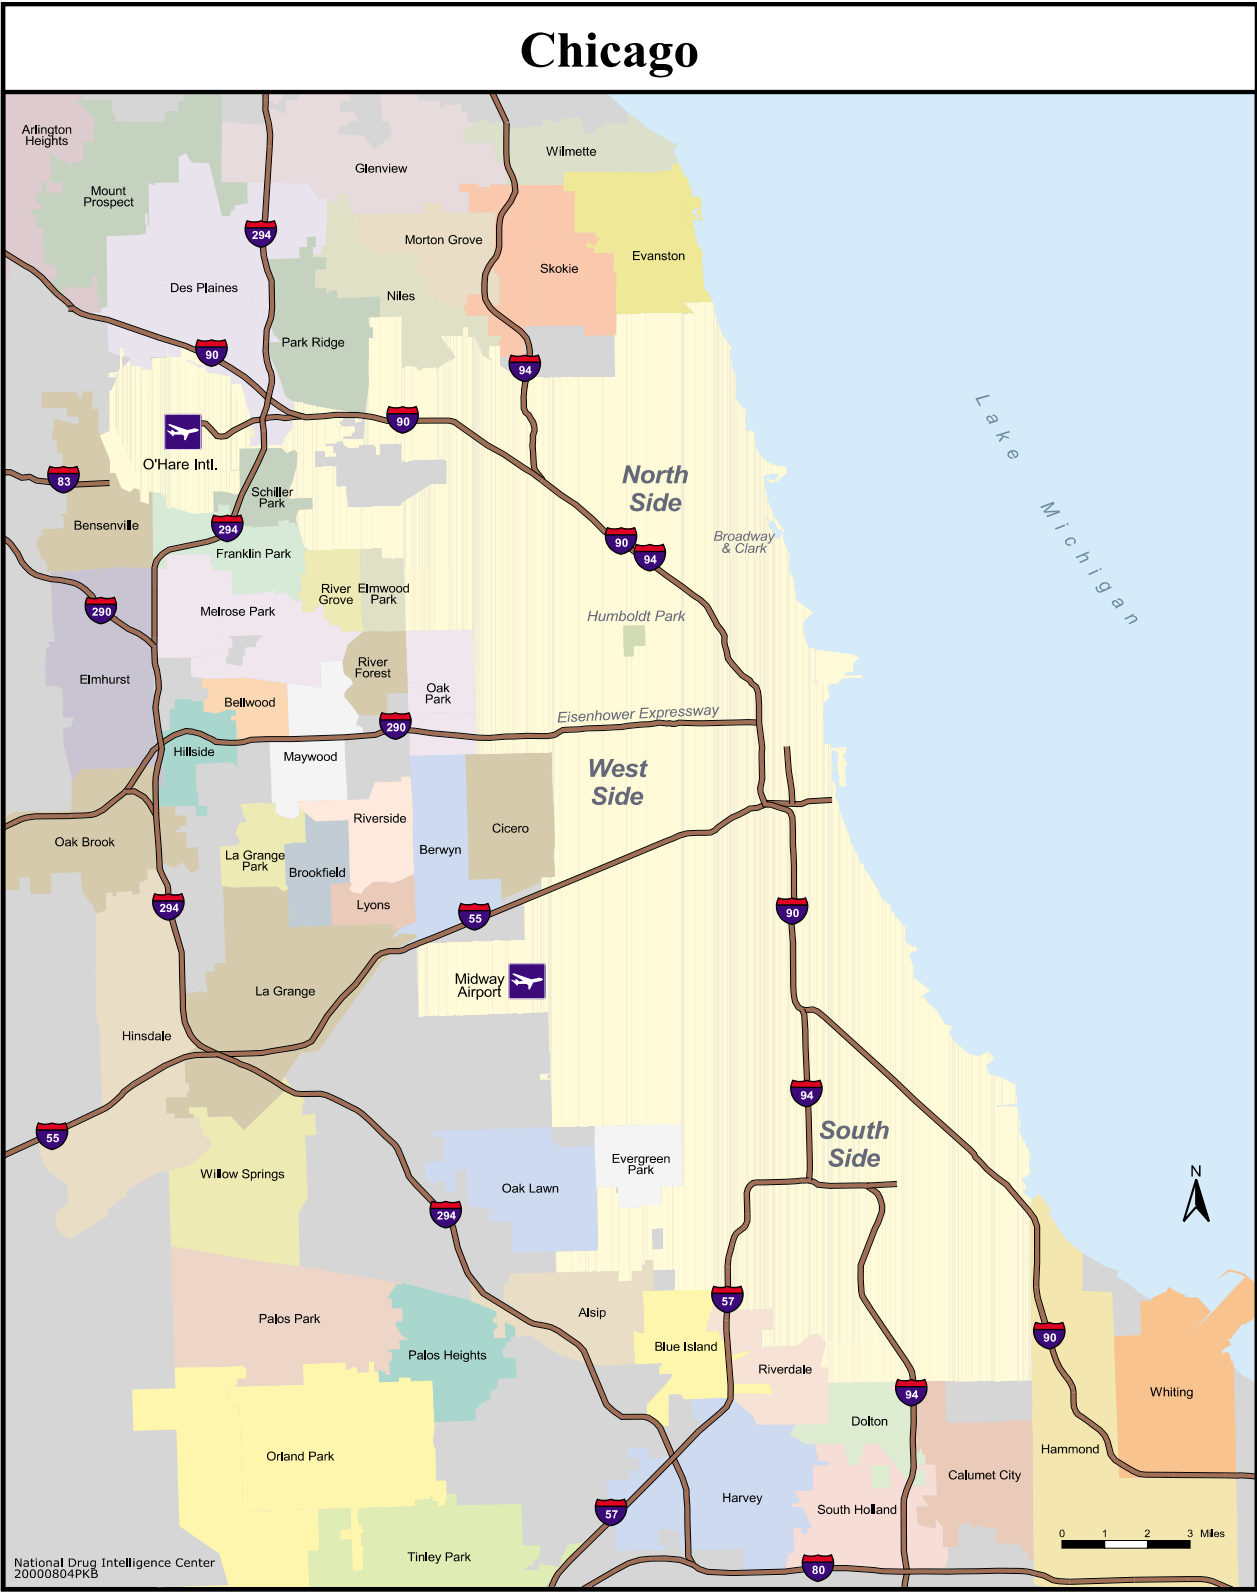 Chicago
Arlington
Heights
Wilmette
Glenview
Mount
Prospect
294
Morton Grove
Evanston
Skokie
Des Plaines
Niles
Park Ridge
90
94
Lake Michigan
90
O'Hare Intl.
83
North
Side
Schiller
Park
Bensenville
294
Broadway
& Clark
90
94
Franklin Park
River
Grove
Elmwood
Park
290
Melrose Park
Humboldt Park
River
Forest
Elmhurst
Oak
Park
Bellwood
Eisenhower Expressway
290
Hillside
Maywood
West
Side
Riverside
Cicero
Oak Brook
Berwyn
La Grange
Park
Brookfield
Lyons
294
55
90
Midway
Airport
La Grange
Hinsdale
94
55
South
Side
Evergreen
Park
Willow Springs
N
Oak Lawn
294
57
Alsip
Palos Park
90
Blue Island
Palos Heights
Riverdale
Whiting
94
Dolton
Orland Park
Hammond
Calumet City
Harvey
South Holland
57
0 1 2 3 Miles
Tinley Park
80
National Drug Intelligence Center
20000804PKB